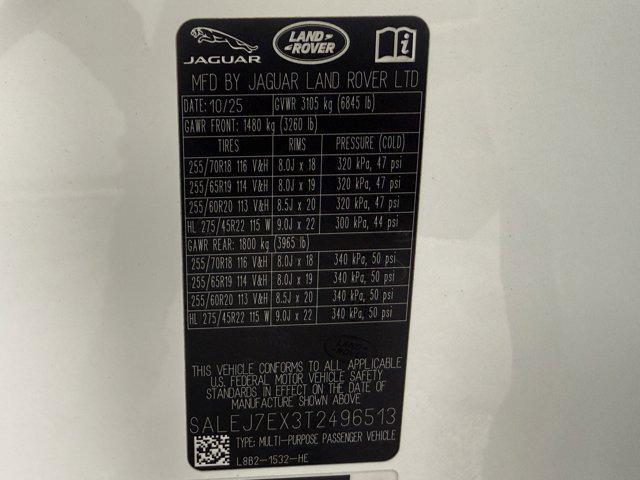 JAGUAR LAND ROVER i
MFD BY JAGUAR LAND ROVER LTD
DATE: 10/25 GVWR 3105 kg (6845 lb)
GAWR FRONT: 1480 kg (3260 lb)
TIRES RIMS PRESSURE (COLD)
255/70R18 116 V&H 8.0J x 18 320 kPa, 47 psi
255/65R19 114 V&H 8.0J x 19 320 kPa, 47 psi
255/60R20 113 V&H 8.5J x 20 320 kPa, 47 psi
HL 275/45R22 115 W 9.0J x 22 300 kPa, 44 psi
GAWR REAR: 1800 kg (3965 lb)
255/70R18 116 V&H 8.0J x 18 340 kPa, 50 psi
255/65R19 114 V&H 8.0J x 19 340 kPa, 50 psi
255/60R20 113 V&H 8.5J x 20 340 kPa, 50 psi
HL 275/45R22 115 W 9.0J x 22 340 kPa, 50 psi
THIS VEHICLE CONFORMS TO ALL APPLICABLE
U.S. FEDERAL MOTOR VEHICLE SAFETY
STANDARDS IN EFFECT ON THE DATE OF
MANUFACTURE SHOWN ABOVE
SALEJ7EX3T2496513
TYPE: MULTI-PURPOSE PASSENGER VEHICLE
L8B2-1532-HE